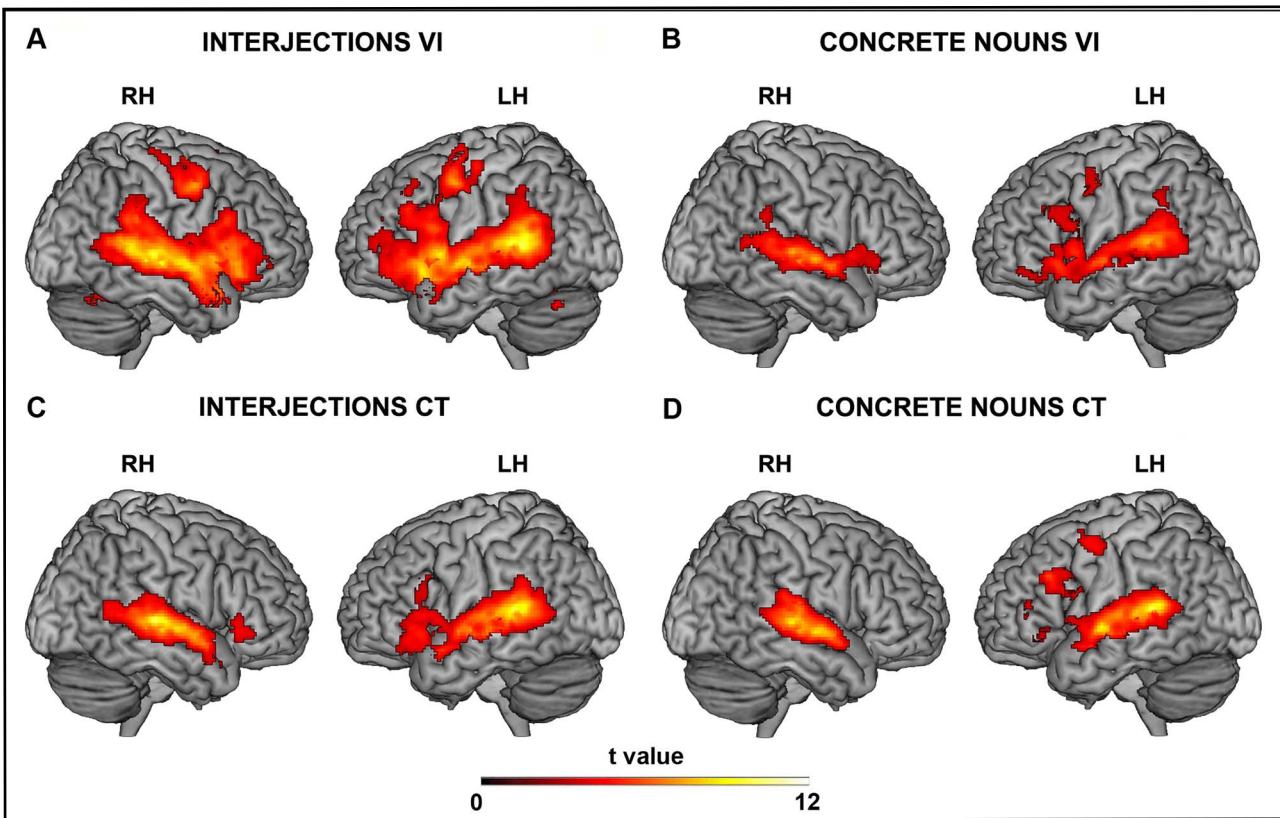 A
INTERJECTIONS VI
RH
LH
B
CONCRETE NOUNS VI
RH
LH
C
INTERJECTIONS CT
RH
LH
D
CONCRETE NOUNS CT
RH
LH
t value
0
12